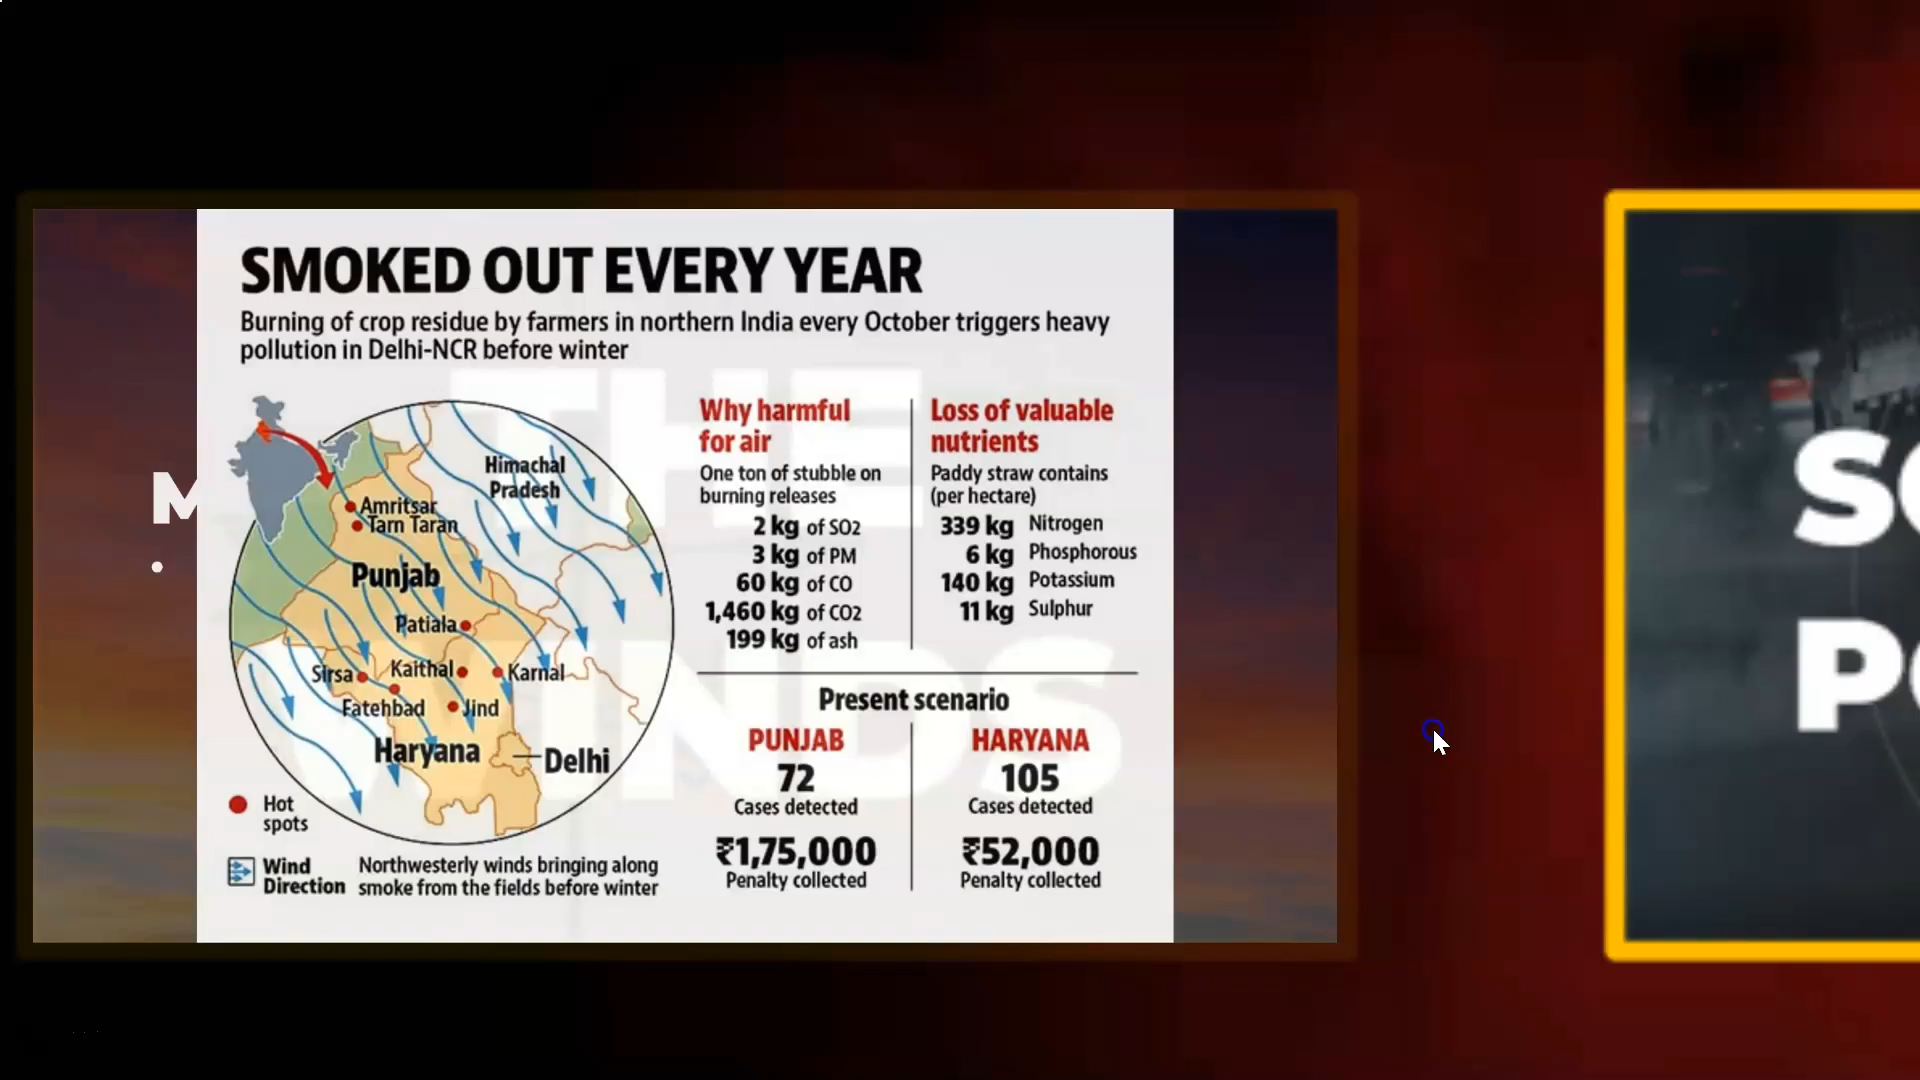 SMOKED OUT EVERY YEAR
Burning of crop residue by farmers in northern India every October triggers heavy
pollution in Delhi-NCR before winter
THE
WINDS
M
Himachal
Pradesh
Amritsar
Tarn Taran
Punjab
Patiala
Sirsa
Kaithal
Karnal
Fatehbad
Jind
Haryana
Delhi
Hot
spots
Wind
Direction
Northwesterly winds bringing along
smoke from the fields before winter
Why harmful
for air
One ton of stubble on
burning releases
2 kg of SO2
3 kg of PM
60 kg of CO
1,460 kg of CO2
199 kg of ash
Loss of valuable
nutrients
Paddy straw contains
(per hectare)
339 kg Nitrogen
6 kg Phosphorous
140 kg Potassium
11 kg Sulphur
Present scenario
PUNJAB
72
Cases detected
₹1,75,000
Penalty collected
HARYANA
105
Cases detected
₹52,000
Penalty collected